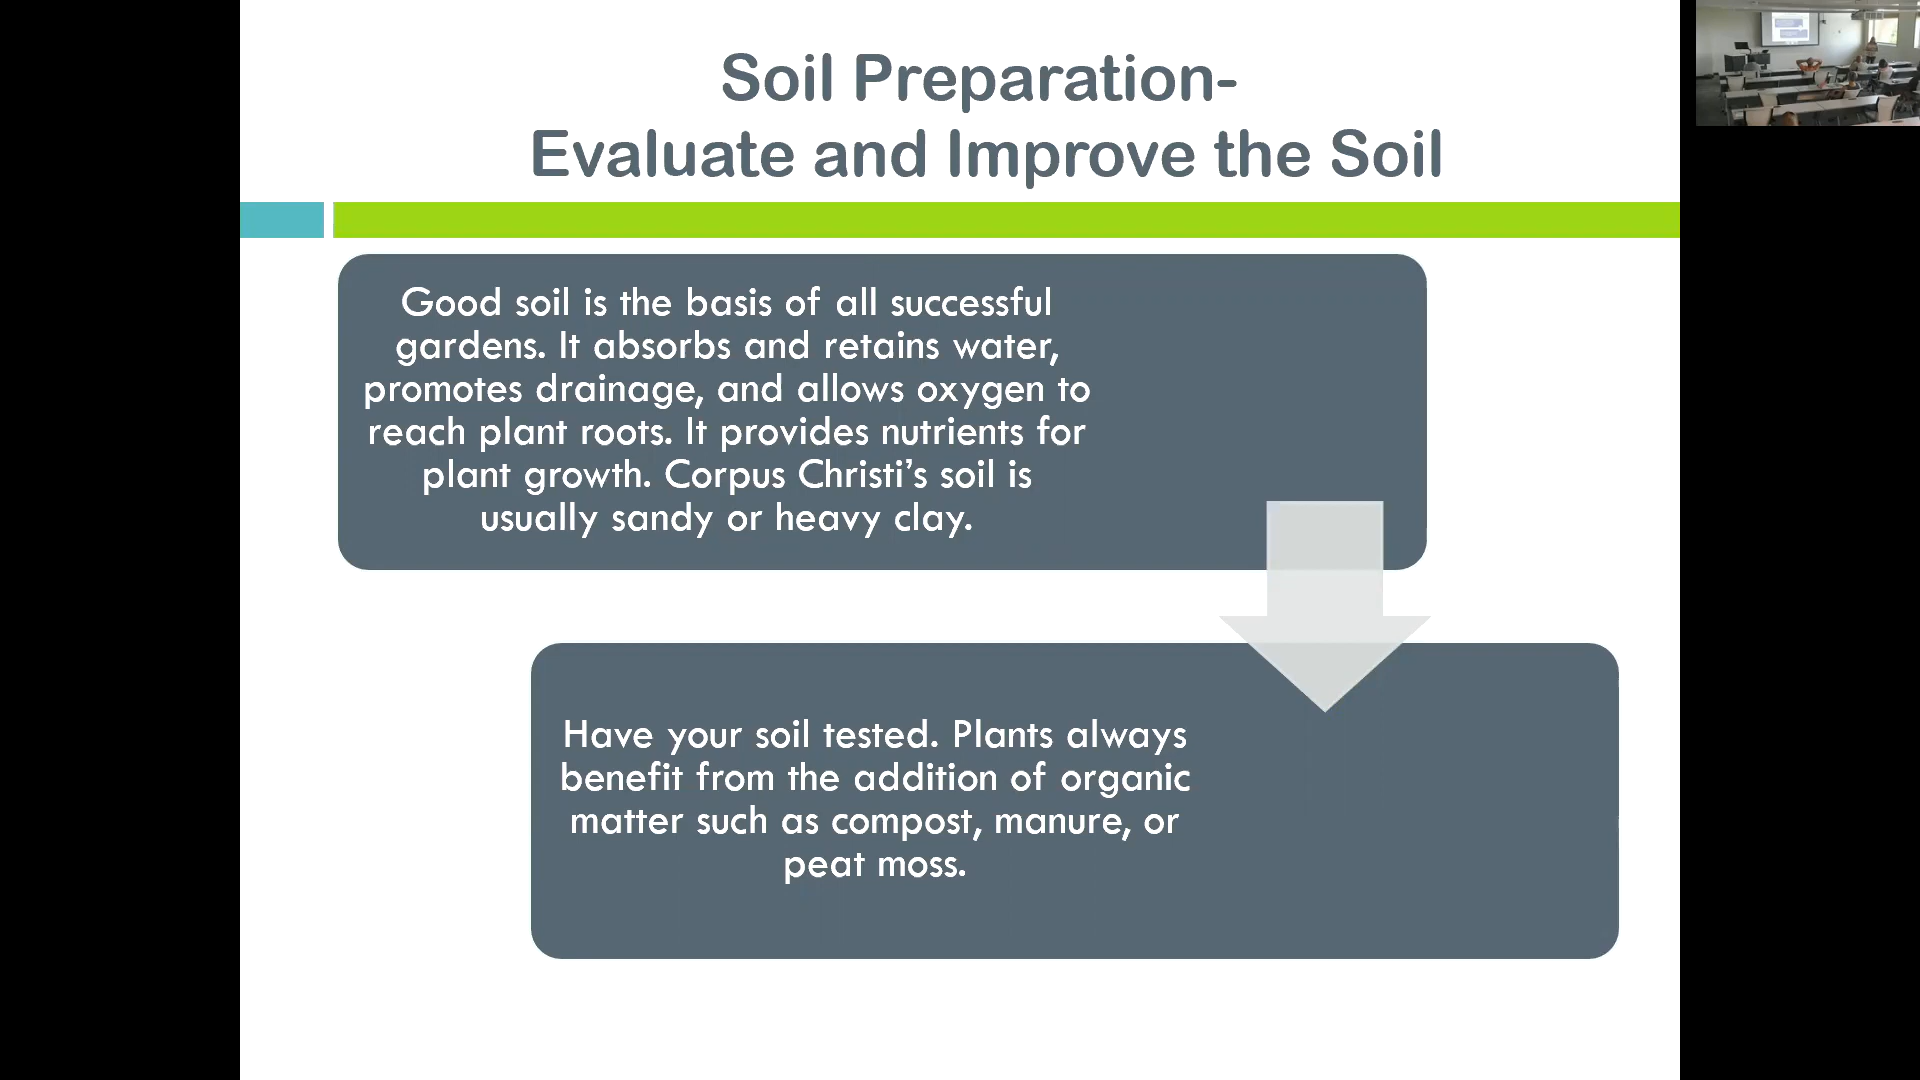 Soil Preparation-
Evaluate and Improve the Soil
Good soil is the basis of all successful
gardens. It absorbs and retains water,
promotes drainage, and allows oxygen to
reach plant roots. It provides nutrients for
plant growth. Corpus Christi’s soil is
usually sandy or heavy clay.
Have your soil tested. Plants always
benefit from the addition of organic
matter such as compost, manure, or
peat moss.